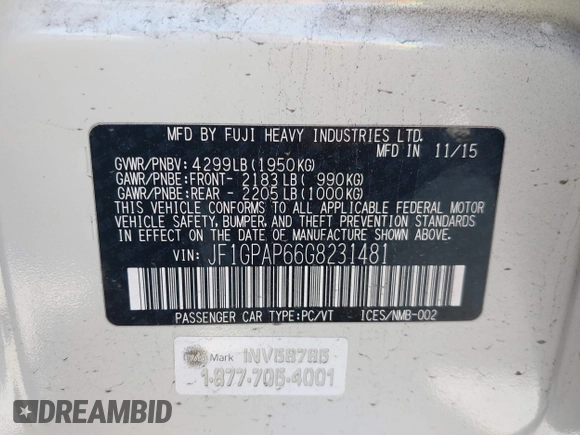 MFD BY FUJI HEAVY INDUSTRIES LTD.
MFD IN 11/15
GVWR/PNBV: 4299LB(1950KG)
GAWR/PNBE:FRONT- 2183LB( 990KG)
GAWR/PNBE:REAR - 2205LB(1000KG)
THIS VEHICLE CONFORMS TO ALL APPLICABLE FEDERAL MOTOR
VEHICLE SAFETY, BUMPER, AND THEFT PREVENTION STANDARDS
IN EFFECT ON THE DATE OF MANUFACTURE SHOWN ABOVE.
VIN: JF1GPAP66G8231481
PASSENGER CAR TYPE:PC/VT ICES/NMB-002
Mark INV58785
1-877-705-4001
DREAMBID